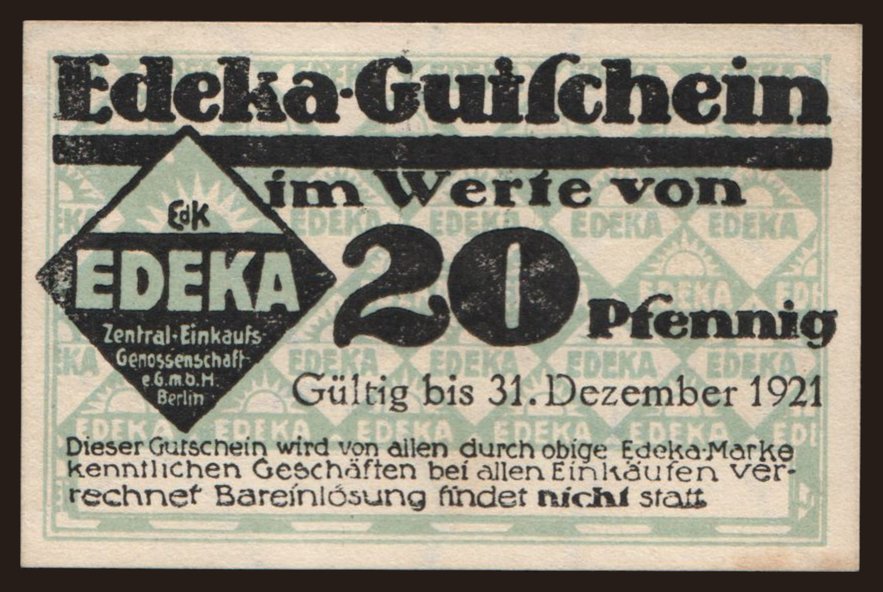 Edeka-Gutschein
im Werte von
20 Pfennig
EdK
EDEKA
Zentral-Einkaufs-
Genossenschaft
e.G.m.b.H.
Berlin
Gültig bis 31. Dezember 1921
Dieser Gutschein wird von allen durch obige Edeka-Marke
kenntlichen Geschäften bei allen Einkäufen ver-
rechnet Bareinlösung findet nicht statt